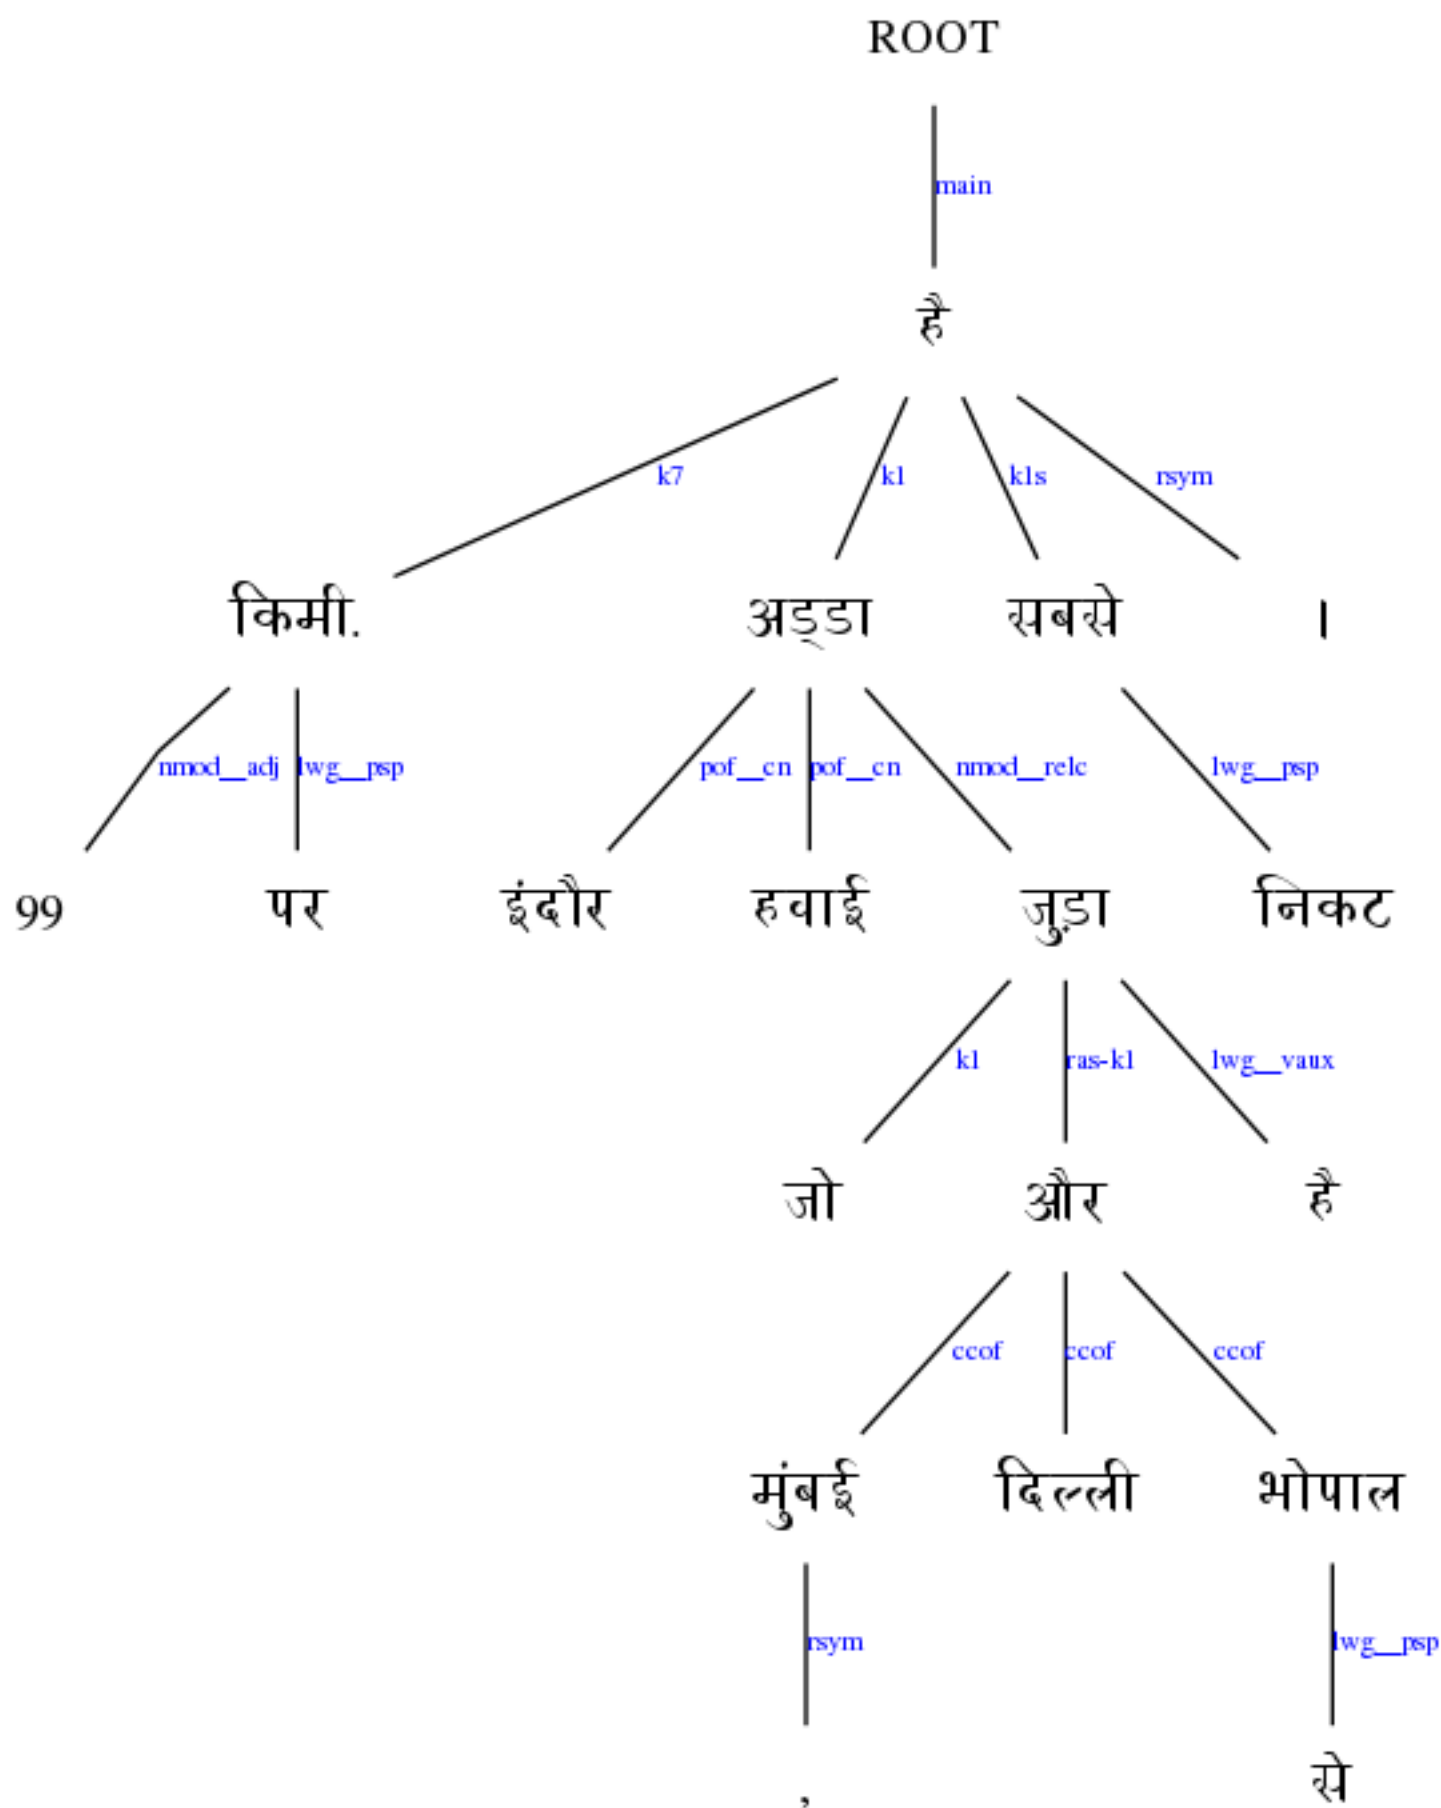 ROOT
main
है
k7 k1 k1s rsym
किमी. अड्डा सबसे ।
nmod__adj lwg__psp pof__cn pof__cn nmod__relc lwg__psp
99 पर इंदौर हवाई जुड़ा निकट
k1 ras-k1 lwg__vaux
जो और है
ccof ccof ccof
मुंबई दिल्ली भोपाल
rsym lwg__psp
, से